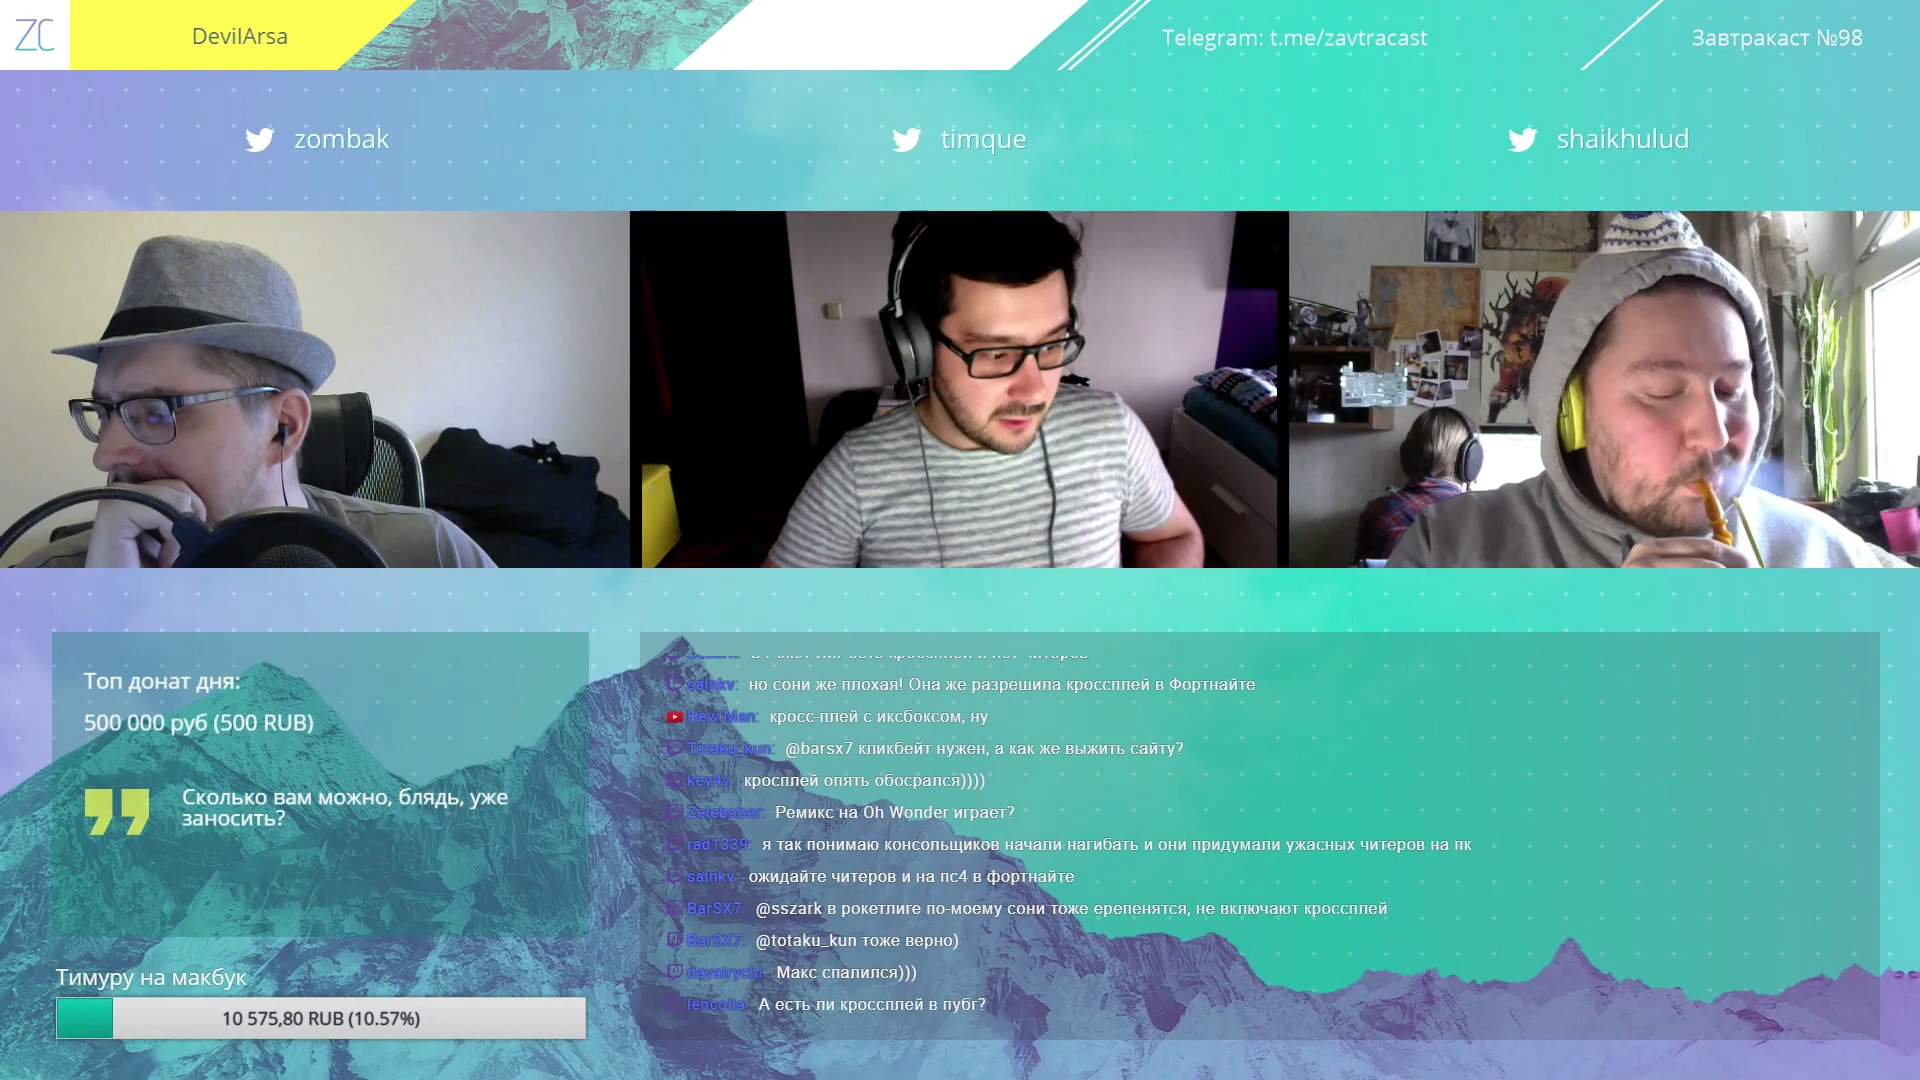 ZC
DevilArsa
Telegram: t.me/zavtracast
Завтракаст №98
zombak
timque
shaikhulud
Топ донат дня:
500 000 руб (500 RUB)
Сколько вам можно, блядь, уже
заносить?
Тимуру на макбук
10 575,80 RUB (10.57%)
salnkv: но сони же плохая! Она же разрешила кроссплей в Фортнайте
Hew Man: кросс-плей с иксбоксом, ну
Totaku_kun: @barsx7 кликбейт нужен, а как же выжить сайту?
key4v: кросплей опять обосрался))))
Zelebober: Ремикс на Oh Wonder играет?
rad1339: я так понимаю консольщиков начали нагибать и они придумали ужасных читеров на пк
salnkv: ожидайте читеров и на пс4 в фортнайте
BarSX7: @sszark в рокетлиге по-моему сони тоже ерепенятся, не включают кроссплей
BarSX7: @totaku_kun тоже верно)
Макс спалился)))
lencolia: А есть ли кроссплей в пубг?